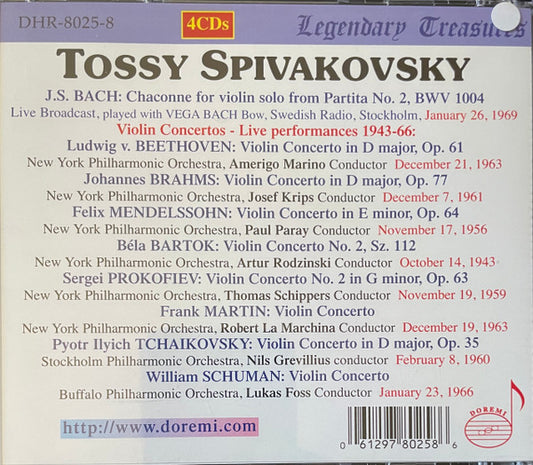 DHR-8025-8 4CDs Legendary Treasures
TOSSY SPIVAKOVSKY
J.S. BACH: Chaconne for violin solo from Partita No. 2, BWV 1004
Live Broadcast, played with VEGA BACH Bow, Swedish Radio, Stockholm, January 26, 1969
Violin Concertos - Live performances 1943-66:
Ludwig v. BEETHOVEN: Violin Concerto in D major, Op. 61
New York Philharmonic Orchestra, Amerigo Marino Conductor December 21, 1963
Johannes BRAHMS: Violin Concerto in D major, Op. 77
New York Philharmonic Orchestra, Josef Krips Conductor December 7, 1961
Felix MENDELSSOHN: Violin Concerto in E minor, Op. 64
New York Philharmonic Orchestra, Paul Paray Conductor November 17, 1956
Béla BARTOK: Violin Concerto No. 2, Sz. 112
New York Philharmonic Orchestra, Artur Rodzinski Conductor October 14, 1943
Sergei PROKOFIEV: Violin Concerto No. 2 in G minor, Op. 63
New York Philharmonic Orchestra, Thomas Schippers Conductor November 19, 1959
Frank MARTIN: Violin Concerto
New York Philharmonic Orchestra, Robert La Marchina Conductor December 19, 1963
Pyotr Ilyich TCHAIKOVSKY: Violin Concerto in D major, Op. 35
Stockholm Philharmonic Orchestra, Nils Grevillius conductor February 8, 1960
William SCHUMAN: Violin Concerto
Buffalo Philharmonic Orchestra, Lukas Foss Conductor January 23, 1966
http://www.doremi.com
0 61297 80258 6
DOREMI